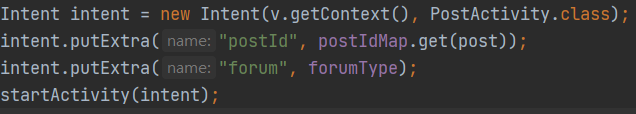 Intent intent = new Intent(v.getContext(), PostActivity.class);
intent.putExtra( name: "postId", postIdMap.get(post));
intent.putExtra( name: "forum", forumType);
startActivity(intent);